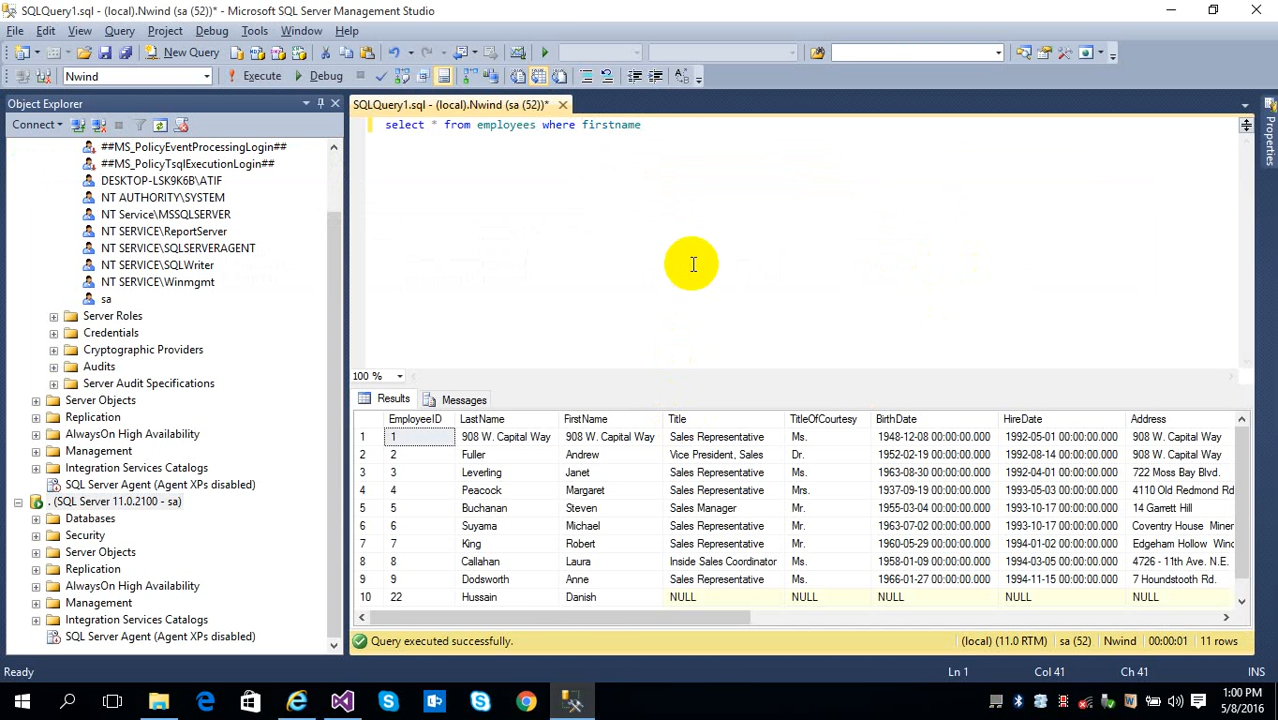 SQLQuery1.sql - (local).Nwind (sa (52))* - Microsoft SQL Server Management Studio
File Edit View Query Project Debug Tools Window Help
New Query
Nwind Execute Debug
Object Explorer
SQLQuery1.sql - (local).Nwind (sa (52))*
Connect
select * from employees where firstname
##MS_PolicyEventProcessingLogin##
##MS_PolicyTsqlExecutionLogin##
DESKTOP-LSK9K6B\ATIF
NT AUTHORITY\SYSTEM
NT Service\MSSQLSERVER
NT SERVICE\ReportServer
NT SERVICE\SQLSERVERAGENT
NT SERVICE\SQLWriter
NT SERVICE\Winmgmt
sa
Server Roles
Credentials
Cryptographic Providers
Audits
Server Audit Specifications
Server Objects
Replication
AlwaysOn High Availability
Management
Integration Services Catalogs
SQL Server Agent (Agent XPs disabled)
. (SQL Server 11.0.2100 - sa)
Databases
Security
Server Objects
Replication
AlwaysOn High Availability
Management
Integration Services Catalogs
SQL Server Agent (Agent XPs disabled)
Properties
100 %
Results Messages
EmployeeID LastName FirstName Title TitleOfCourtesy BirthDate HireDate Address
1 1 908 W. Capital Way 908 W. Capital Way Sales Representative Ms. 1948-12-08 00:00:00.000 1992-05-01 00:00:00.000 908 W. Capital Way
2 2 Fuller Andrew Vice President, Sales Dr. 1952-02-19 00:00:00.000 1992-08-14 00:00:00.000 908 W. Capital Way
3 3 Leverling Janet Sales Representative Ms. 1963-08-30 00:00:00.000 1992-04-01 00:00:00.000 722 Moss Bay Blvd.
4 4 Peacock Margaret Sales Representative Mrs. 1937-09-19 00:00:00.000 1993-05-03 00:00:00.000 4110 Old Redmond Rd
5 5 Buchanan Steven Sales Manager Mr. 1955-03-04 00:00:00.000 1993-10-17 00:00:00.000 14 Garrett Hill
6 6 Suyama Michael Sales Representative Mr. 1963-07-02 00:00:00.000 1993-10-17 00:00:00.000 Coventry House Miner
7 7 King Robert Sales Representative Mr. 1960-05-29 00:00:00.000 1994-01-02 00:00:00.000 Edgeham Hollow Winc
8 8 Callahan Laura Inside Sales Coordinator Ms. 1958-01-09 00:00:00.000 1994-03-05 00:00:00.000 4726 - 11th Ave. N.E.
9 9 Dodsworth Anne Sales Representative Ms. 1966-01-27 00:00:00.000 1994-11-15 00:00:00.000 7 Houndstooth Rd.
10 22 Hussain Danish NULL NULL NULL NULL NULL
Query executed successfully. (local) (11.0 RTM) sa (52) Nwind 00:00:01 11 rows
Ready Ln 1 Col 41 Ch 41 INS
1:00 PM
5/8/2016